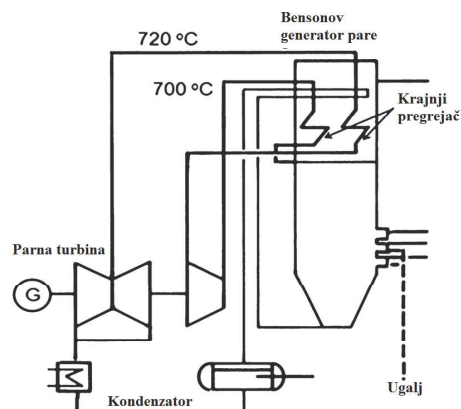 Bensonov
generator pare
720 °C
700 °C
Krajnji
pregrejač
Parna turbina
G
Ugalj
Kondenzator